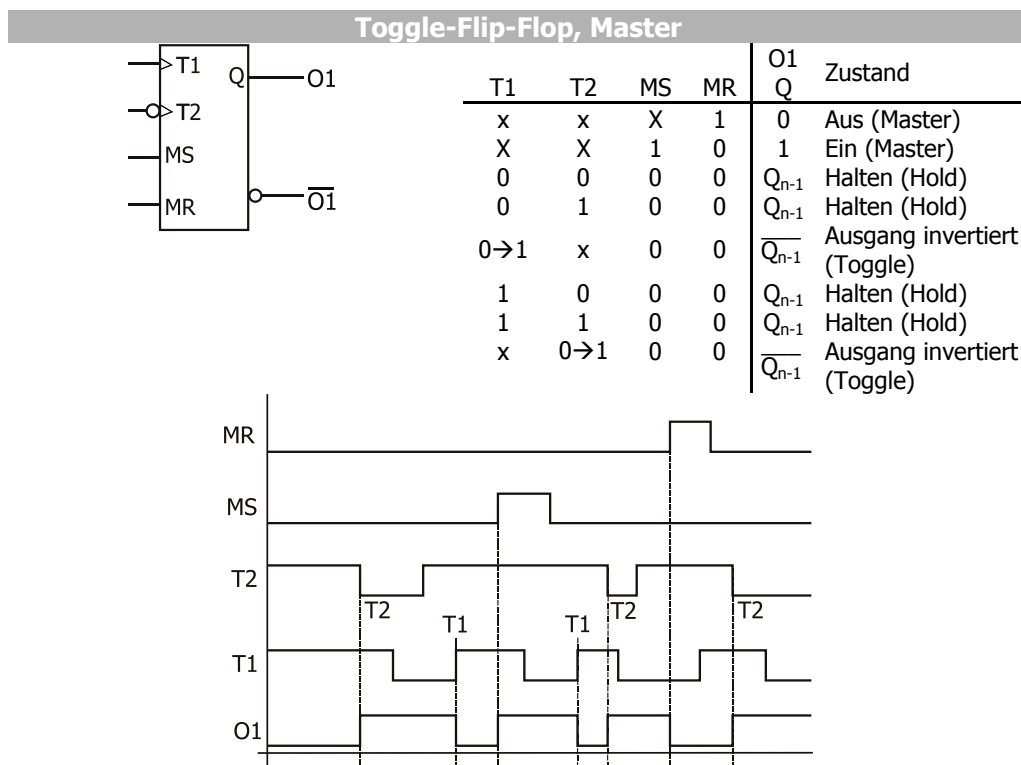 Toggle-Flip-Flop, Master
T1 Q O1
T2
MS
MR O1
T1 T2 MS MR O1 Q Zustand
x x X 1 0 Aus (Master)
X X 1 0 1 Ein (Master)
0 0 0 0 Qn-1 Halten (Hold)
0 1 0 0 Qn-1 Halten (Hold)
0→1 x 0 0 Qn-1 Ausgang invertiert
(Toggle)
1 0 0 0 Qn-1 Halten (Hold)
1 1 0 0 Qn-1 Halten (Hold)
x 0→1 0 0 Qn-1 Ausgang invertiert
(Toggle)
MR
MS
T2
T2 T2 T2
T1 T1
T1
O1